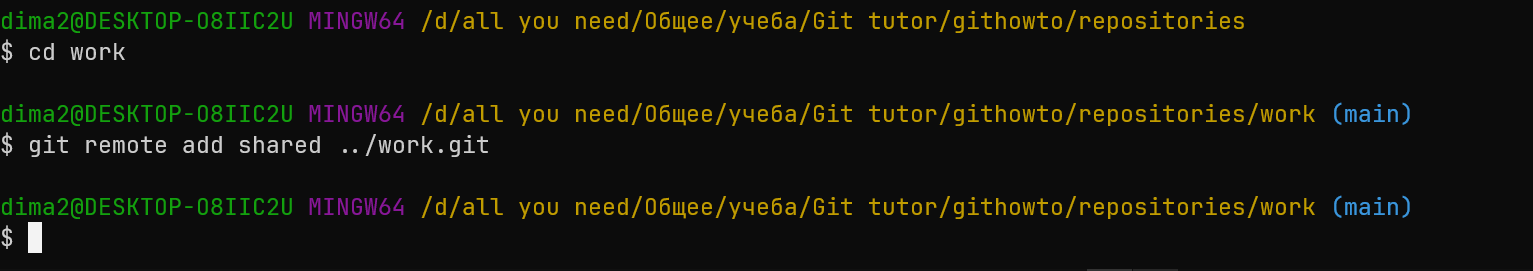 dima2@DESKTOP-O8IIC2U MINGW64 /d/all you need/Общее/учеба/Git tutor/githowto/repositories
$ cd work
dima2@DESKTOP-O8IIC2U MINGW64 /d/all you need/Общее/учеба/Git tutor/githowto/repositories/work (main)
$ git remote add shared ../work.git
dima2@DESKTOP-O8IIC2U MINGW64 /d/all you need/Общее/учеба/Git tutor/githowto/repositories/work (main)
$